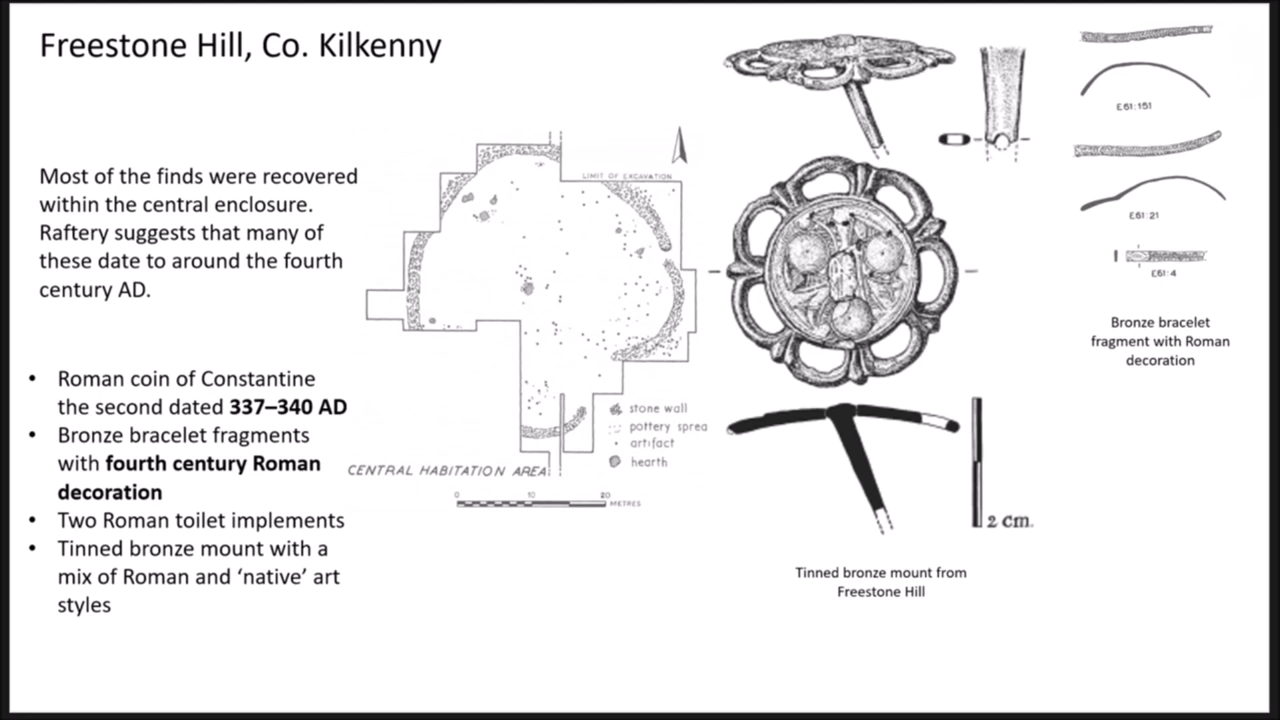 Freestone Hill, Co. Kilkenny
Most of the finds were recovered
within the central enclosure.
Raftery suggests that many of
these date to around the fourth
century AD.
• Roman coin of Constantine
the second dated 337–340 AD
• Bronze bracelet fragments
with fourth century Roman
decoration
• Two Roman toilet implements
• Tinned bronze mount with a
mix of Roman and ‘native’ art
styles
LIMIT OF EXCAVATION
stone wall
pottery sprea
artifact
hearth
CENTRAL HABITATION AREA
0 10 20
METRES
2 cm.
Tinned bronze mount from
Freestone Hill
E61:151
E61:21
E61:4
Bronze bracelet
fragment with Roman
decoration